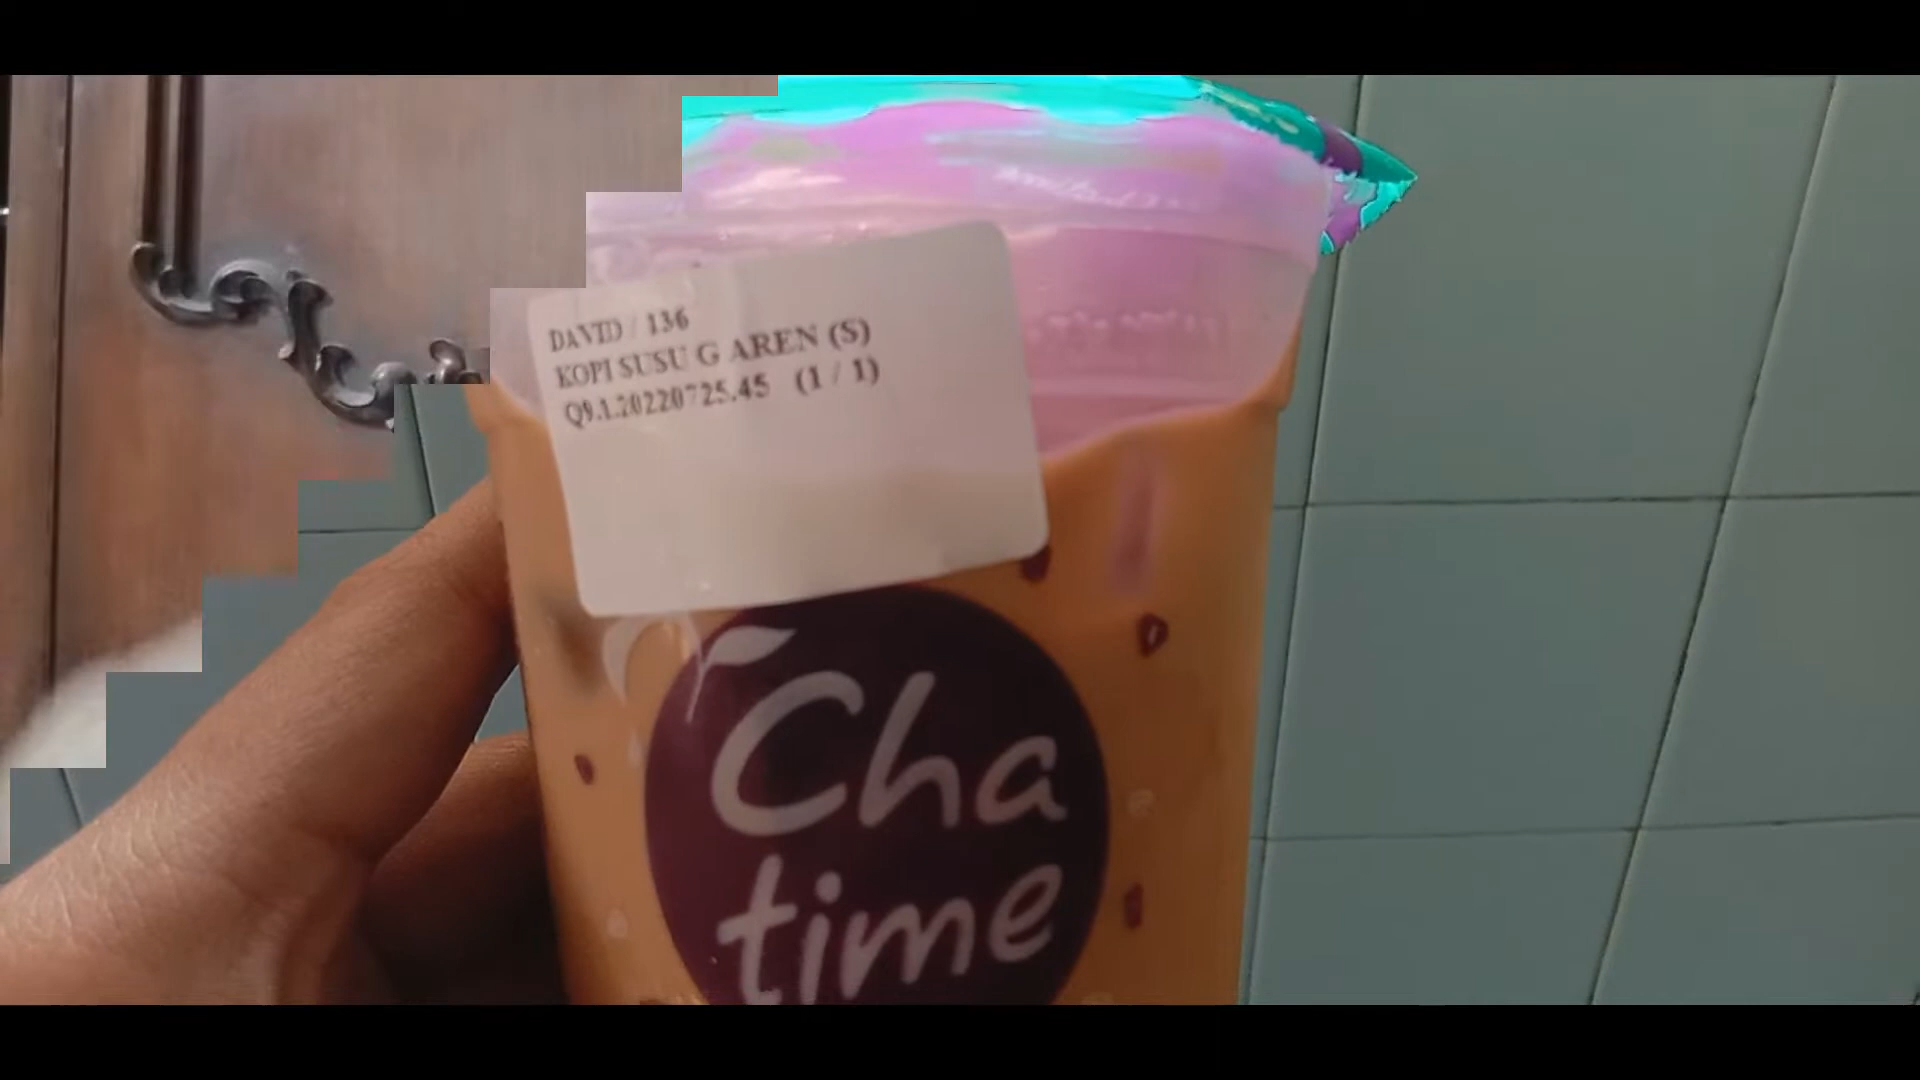 DAVID / 136
KOPI SUSU G AREN (S)
Q9.1.20220725.45 (1 / 1)
Cha
time